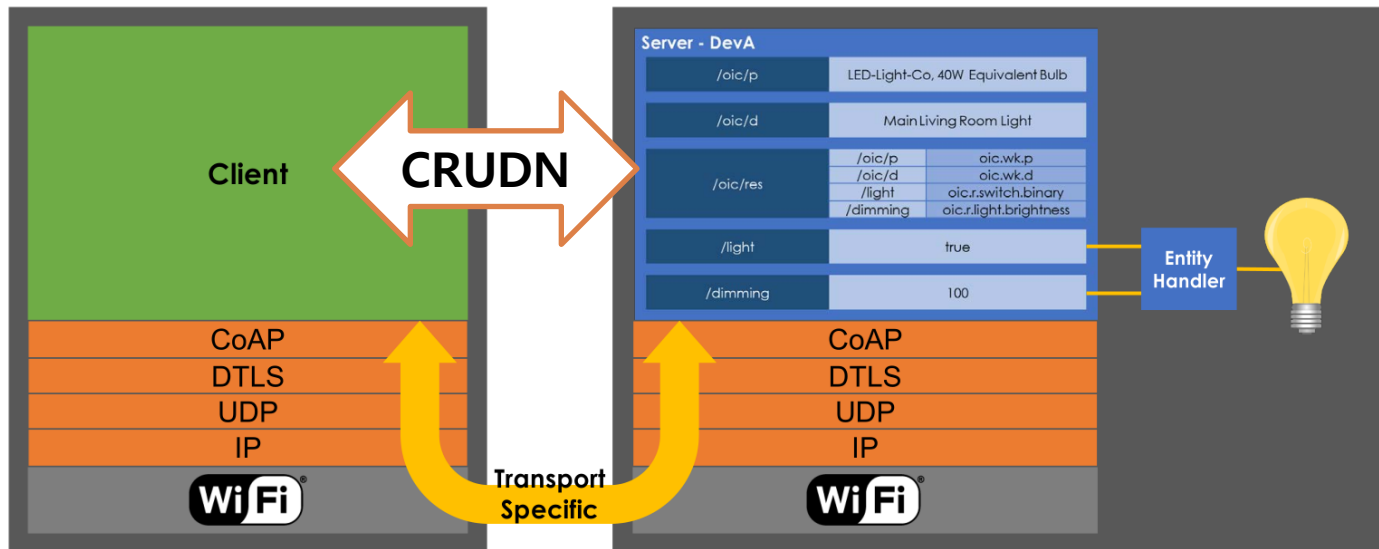 Client
CoAP
DTLS
UDP
IP
WiFi®
CRUDN
Transport
Specific
Server - DevA
/oic/p LED-Light-Co, 40W Equivalent Bulb
/oic/d Main Living Room Light
/oic/res
/oic/p oic.wk.p
/oic/d oic.wk.d
/light oic.r.switch.binary
/dimming oic.r.light.brightness
/light true
/dimming 100
CoAP
DTLS
UDP
IP
WiFi®
Entity
Handler